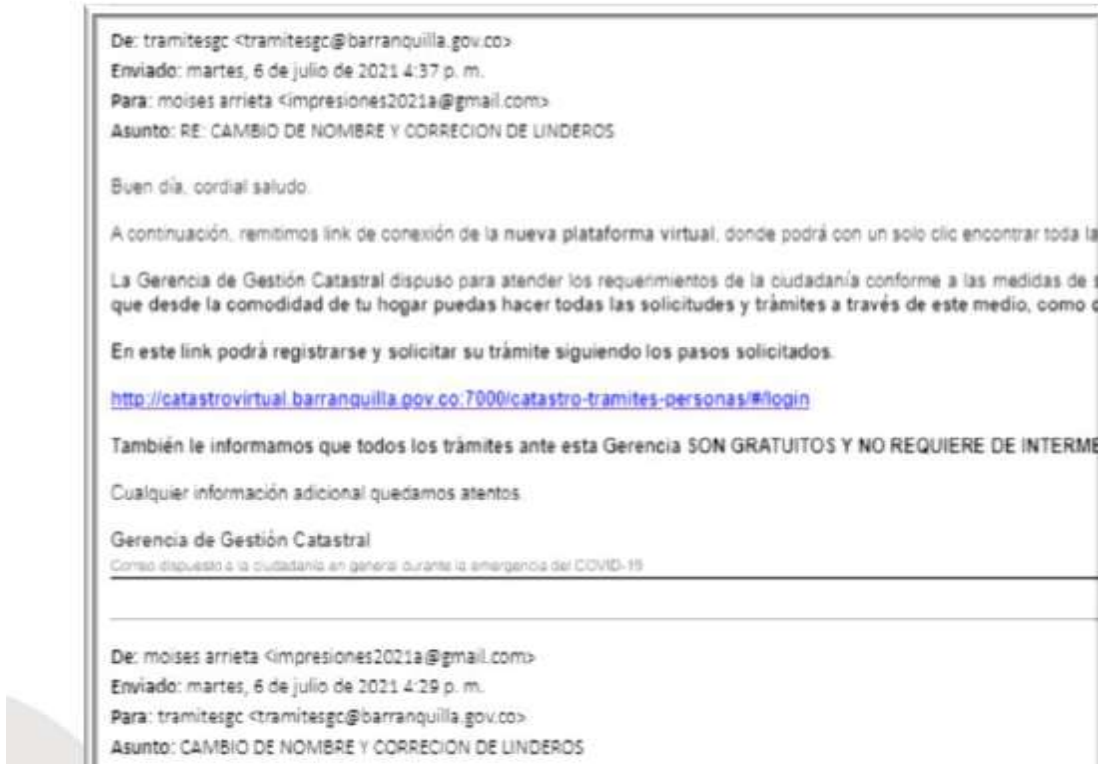 De: tramitesgc <tramitesgc@barranquilla.gov.co>
Enviado: martes, 6 de julio de 2021 4:37 p. m.
Para: moises arrieta <impresiones2021a@gmail.com>
Asunto: RE: CAMBIO DE NOMBRE Y CORRECION DE LINDEROS
Buen día, cordial saludo.
A continuación, remitimos link de conexión de la nueva plataforma virtual, donde podrá con un solo clic encontrar toda la
La Gerencia de Gestión Catastral dispuso para atender los requerimientos de la ciudadanía conforme a las medidas de s
que desde la comodidad de tu hogar puedas hacer todas las solicitudes y tràmites a través de este medio, como
En este link podrá registrarse y solicitar su tràmite siguiendo los pasos solicitados.
http://catastrovirtual.barranquilla.gov.co:7000/catastro-tramites-personas/#/login
También le informamos que todos los tràmites ante esta Gerencia SON GRATUITOS Y NO REQUIERE DE INTERME
Cualquier información adicional quedamos atentos.
Gerencia de Gestión Catastral
Correo dispuesto a la ciudadanía en general durante la emergencia del COVID-19
De: moises arrieta <impresiones2021a@gmail.com>
Enviado: martes, 6 de julio de 2021 4:29 p. m.
Para: tramitesgc <tramitesgc@barranquilla.gov.co>
Asunto: CAMBIO DE NOMBRE Y CORRECION DE LINDEROS